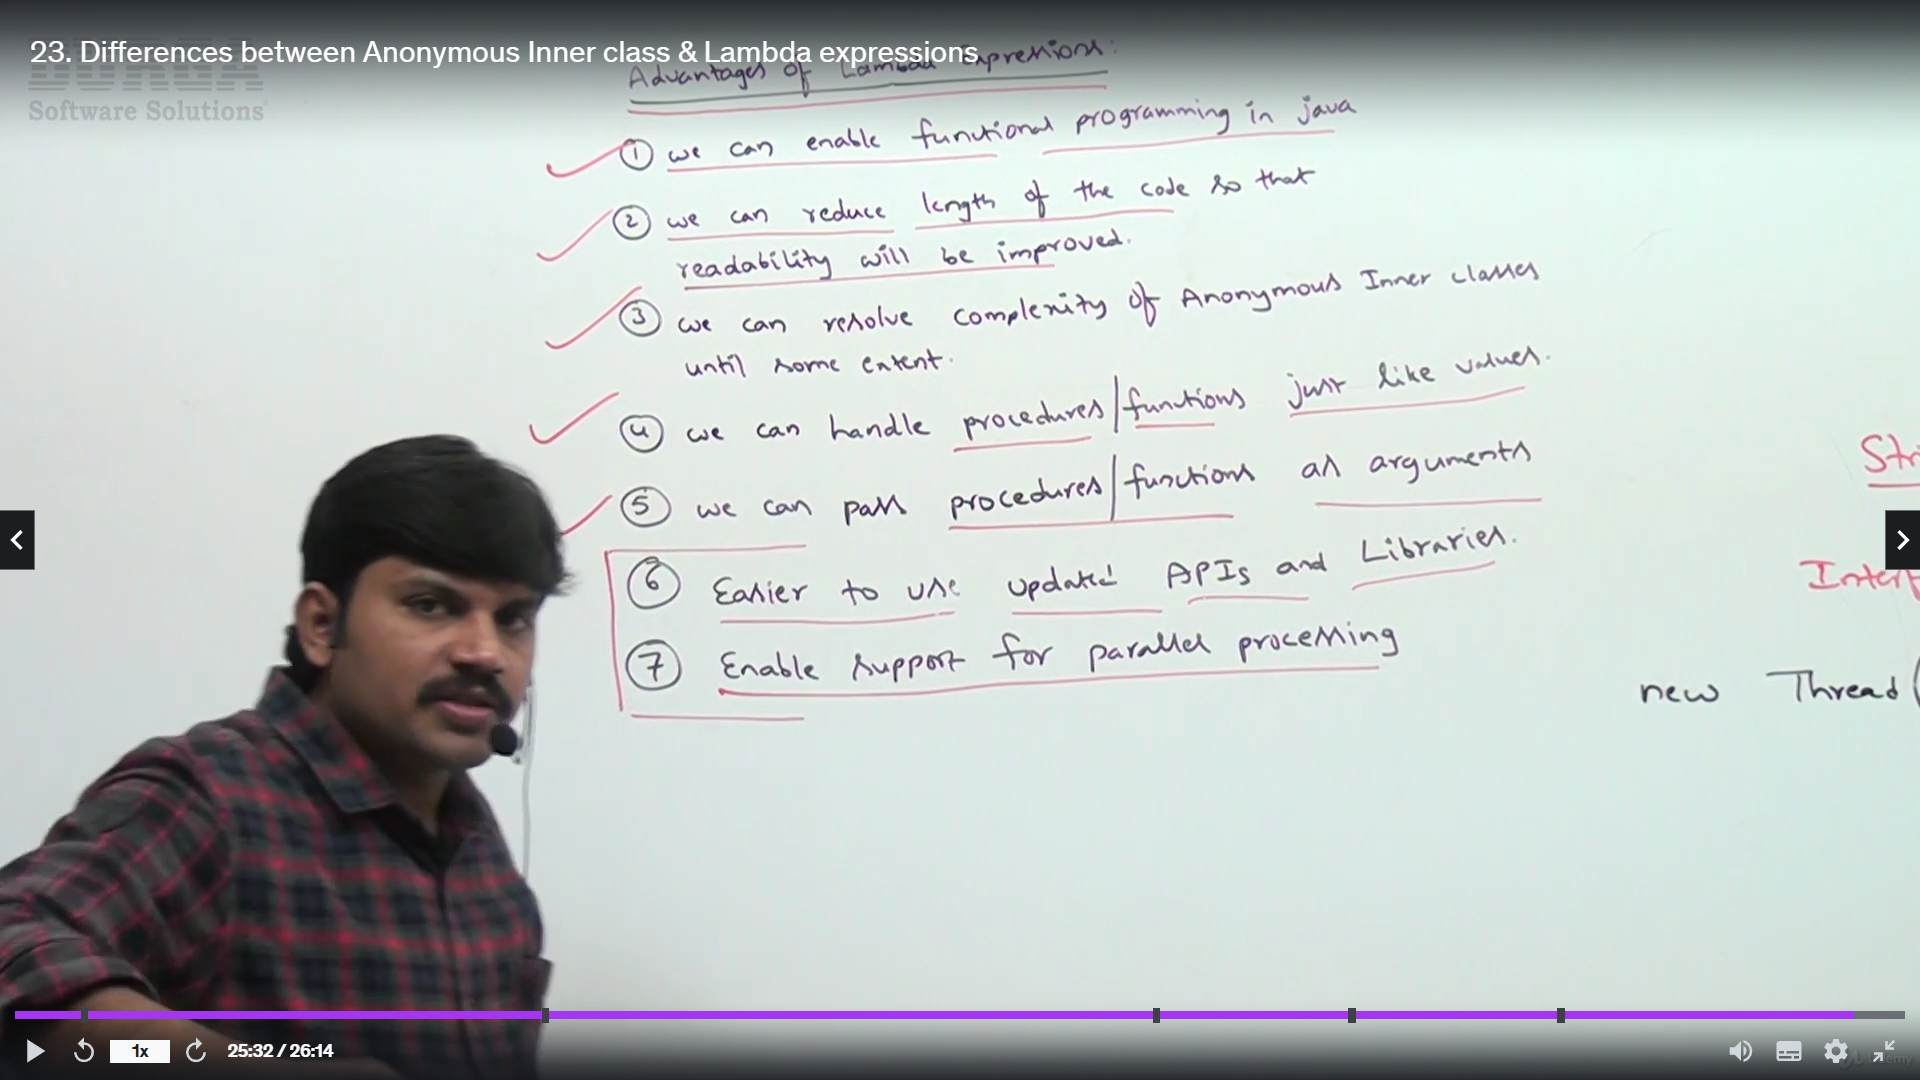 23. Differences between Anonymous Inner class & Lambda expressions
DURGA
Software Solutions
Advantages of Lambda Expressions:
① we can enable functional programming in java
② we can reduce length of the code so that
readability will be improved.
③ we can resolve complexity of Anonymous Inner classes
until some extent.
④ we can handle procedures|functions just like values.
⑤ we can pass procedures|functions as arguments
⑥ Easier to use updated APIs and Libraries.
⑦ Enable support for parallel processing
Stri
Interf
new Thread(
1x
25:32 / 26:14